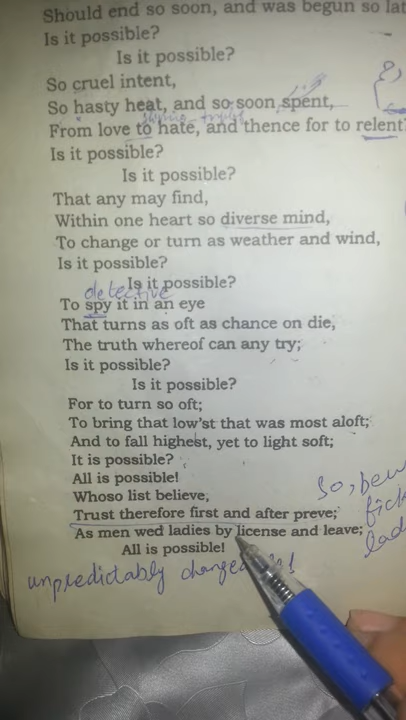 Should end so soon, and was begun so lat
Is it possible?
Is it possible?
So cruel intent,
So hasty heat, and so soon spent,
From love to hate, and thence for to relent
Is it possible?
Is it possible?
That any may find,
Within one heart so diverse mind,
To change or turn as weather and wind,
Is it possible?
Is it possible?
detective
To spy it in an eye
That turns as oft as chance on die,
The truth whereof can any try;
Is it possible?
Is it possible?
For to turn so oft;
To bring that low'st that was most aloft;
And to fall highest, yet to light soft;
It is possible?
All is possible!
Whoso list believe,
Trust therefore first and after preve;
As men wed ladies by license and leave;
All is possible!
So, bew
fick
lad
unpredictably